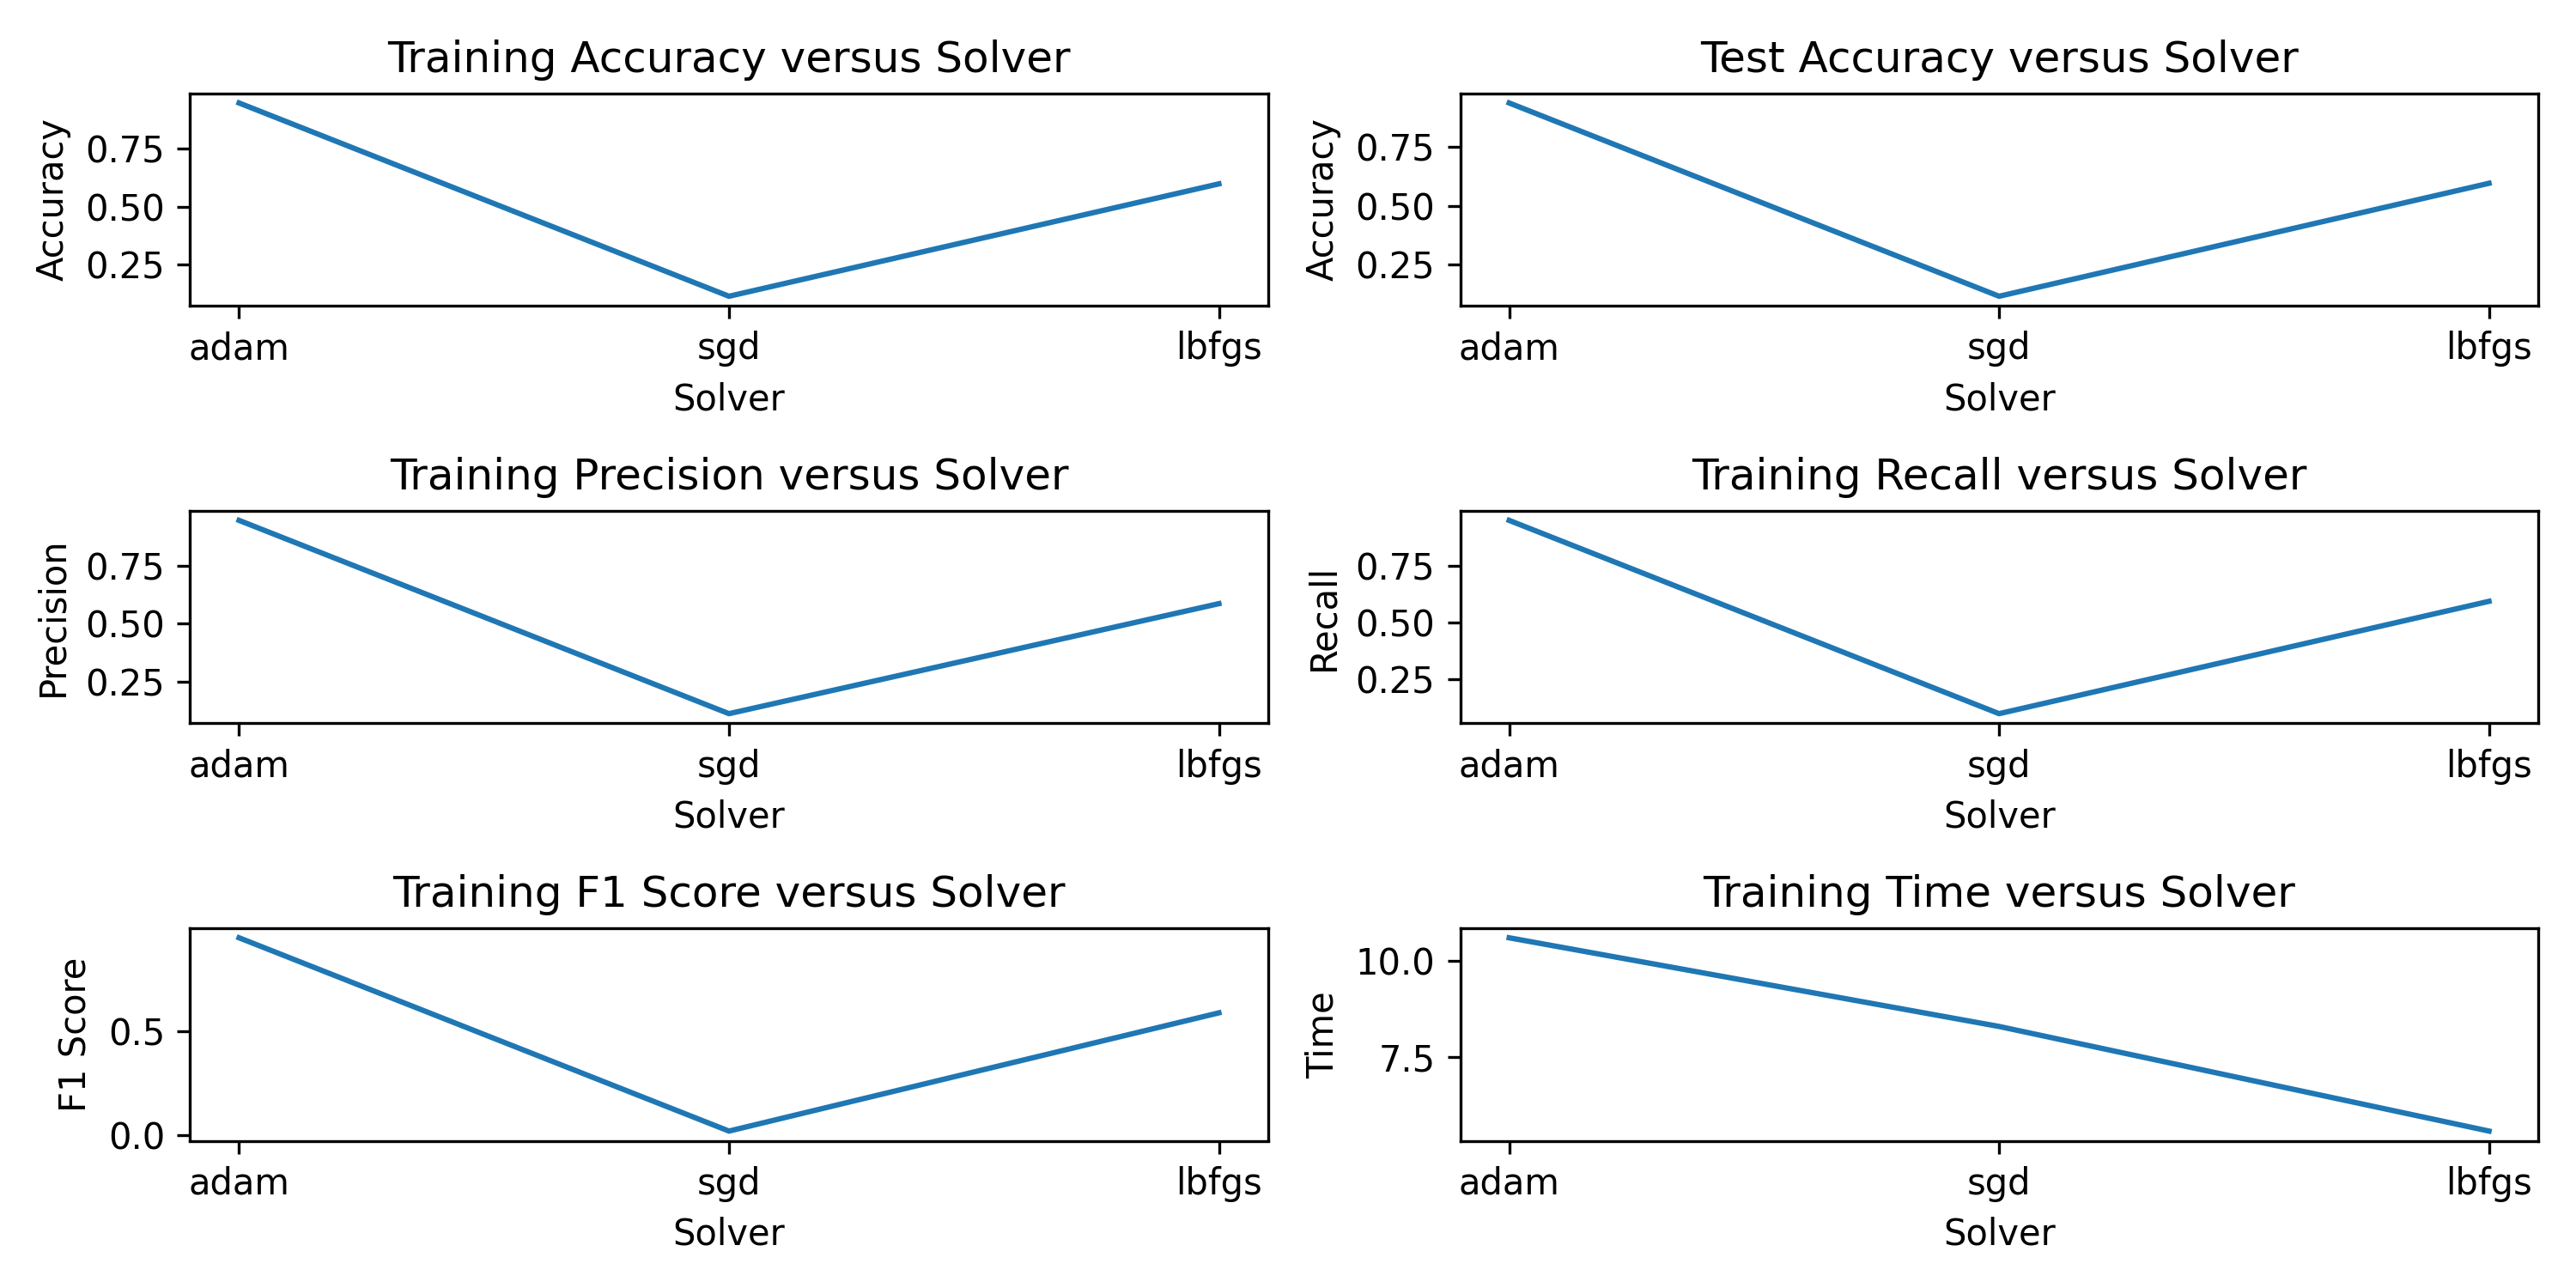 Training Accuracy versus Solver
Accuracy
0.75
0.50
0.25
adam sgd lbfgs
Solver
Test Accuracy versus Solver
Accuracy
0.75
0.50
0.25
adam sgd lbfgs
Solver
Training Precision versus Solver
Precision
0.75
0.50
0.25
adam sgd lbfgs
Solver
Training Recall versus Solver
Recall
0.75
0.50
0.25
adam sgd lbfgs
Solver
Training F1 Score versus Solver
F1 Score
0.5
0.0
adam sgd lbfgs
Solver
Training Time versus Solver
Time
10.0
7.5
adam sgd lbfgs
Solver